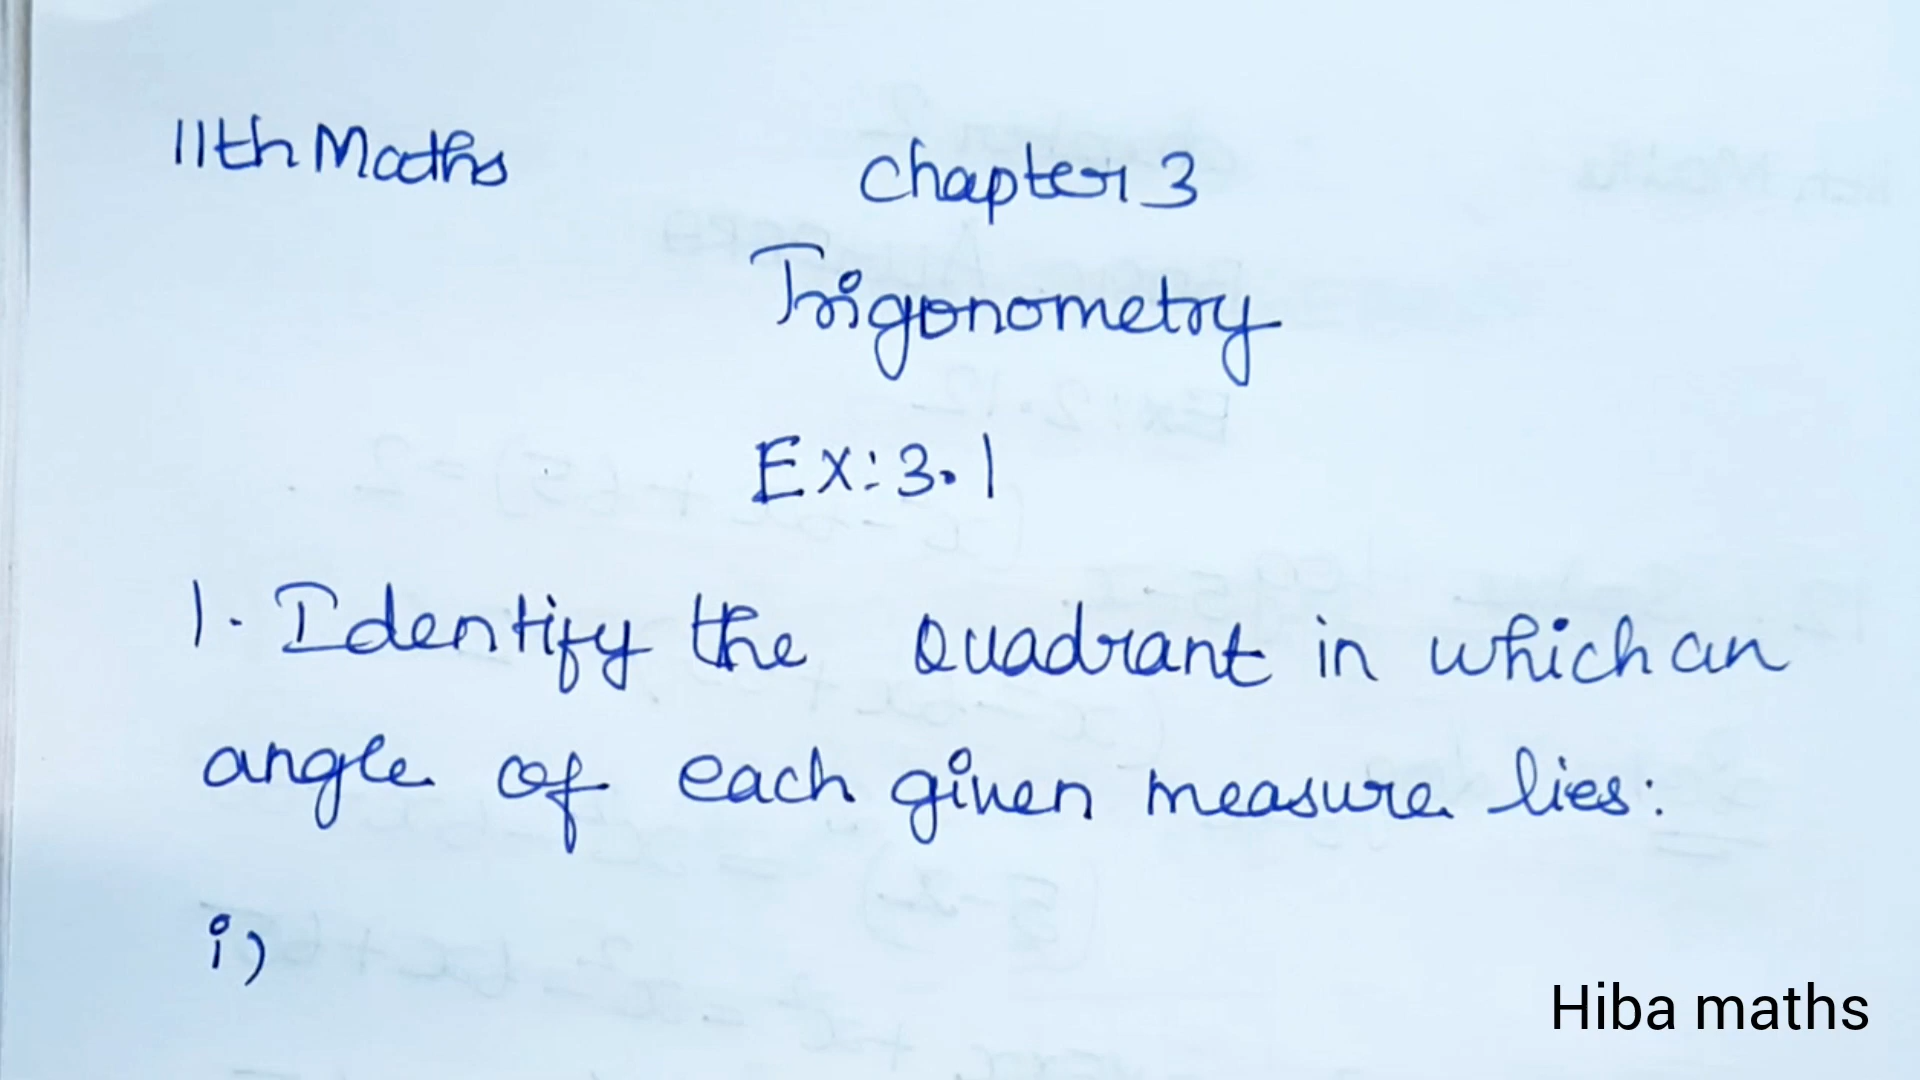 11th Maths
Chapter 3
Trigonometry
Ex: 3.1
1. Identify the Quadrant in which an
angle of each given measure lies:
i)
Hiba maths